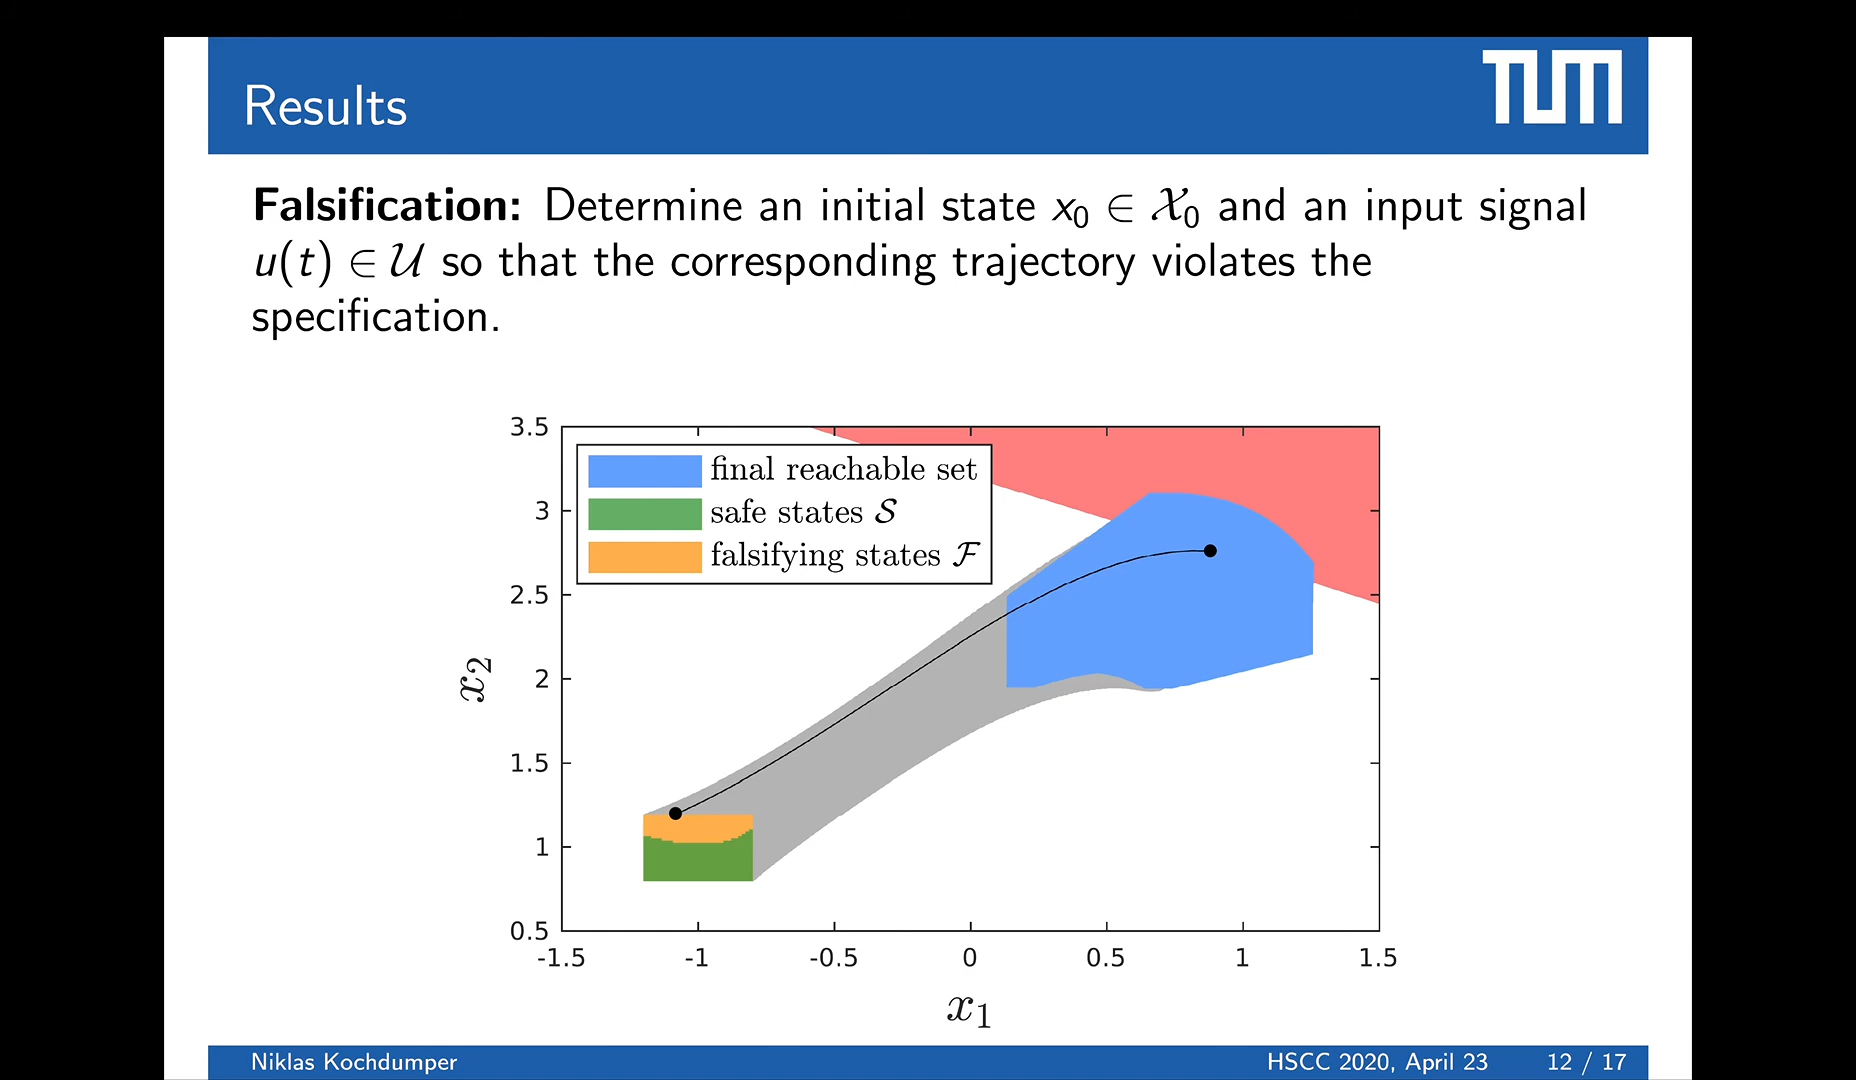 Results
TUM
Falsification: Determine an initial state x₀ ∈ 𝒳₀ and an input signal
u(t) ∈ 𝒰 so that the corresponding trajectory violates the
specification.
3.5
3
2.5
2
1.5
1
0.5
x₂
final reachable set
safe states 𝒮
falsifying states ℱ
-1.5 -1 -0.5 0 0.5 1 1.5
x₁
Niklas Kochdumper HSCC 2020, April 23 12 / 17